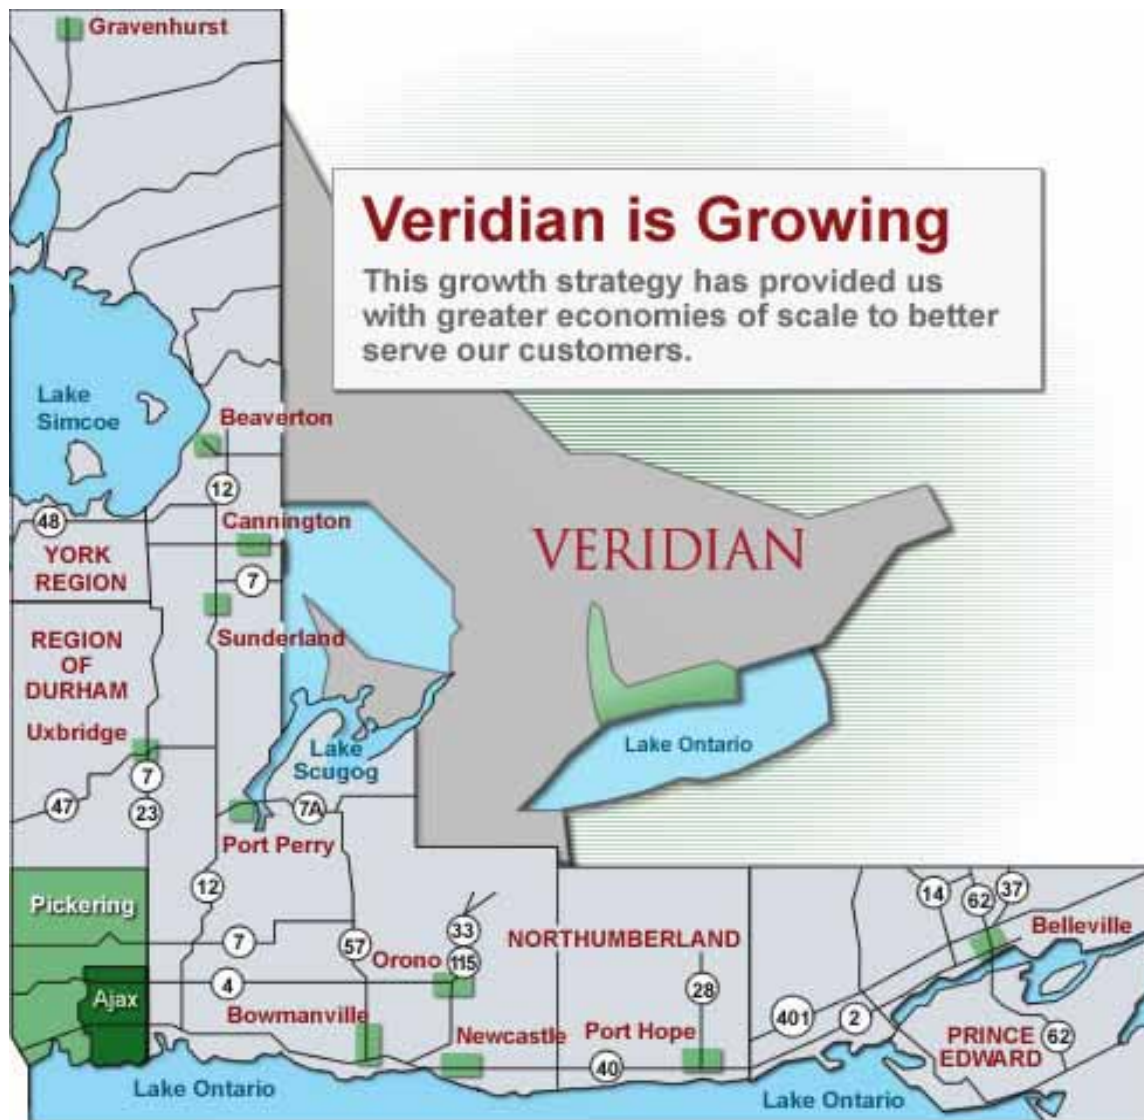 Gravenhurst
Veridian is Growing
This growth strategy has provided us
with greater economies of scale to better
serve our customers.
Lake
Simcoe
Beaverton
12
48
Cannington
YORK
REGION
7
VERIDIAN
Sunderland
REGION
OF
DURHAM
Uxbridge
Lake
Scugog
Lake Ontario
7
47
23
7A
Port Perry
12
Pickering
14
62
37
Belleville
7
57
33
NORTHUMBERLAND
Orono
115
4
28
Ajax
Bowmanville
Newcastle
Port Hope
401
2
PRINCE
EDWARD
62
40
Lake Ontario
Lake Ontario